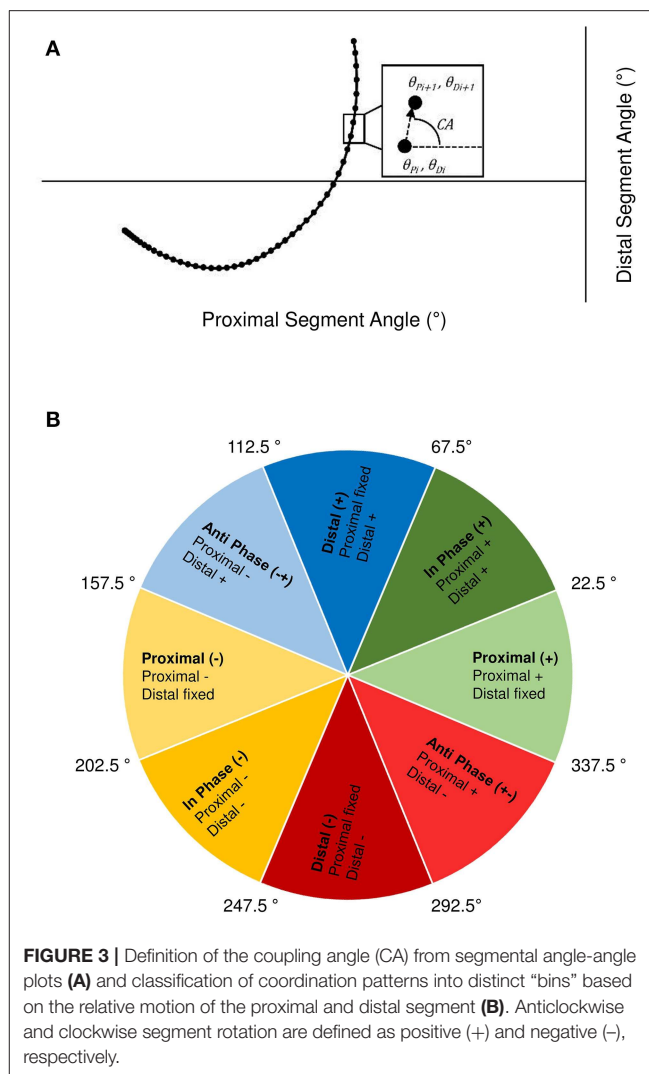 A
θPi+1, θDi+1
CA
θPi, θDi
Distal Segment Angle (°)
Proximal Segment Angle (°)
B
112.5 °
67.5°
Distal (+)
Proximal fixed
Distal +
Anti Phase (-+)
Proximal -
Distal +
In Phase (+)
Proximal +
Distal +
157.5 °
22.5 °
Proximal (-)
Proximal -
Distal fixed
Proximal (+)
Proximal +
Distal fixed
202.5 °
337.5 °
In Phase (-)
Proximal -
Distal -
Distal (-)
Proximal fixed
Distal -
Anti Phase (+-)
Proximal +
Distal -
247.5 °
292.5°
FIGURE 3 | Definition of the coupling angle (CA) from segmental angle-angle
plots (A) and classification of coordination patterns into distinct “bins” based
on the relative motion of the proximal and distal segment (B). Anticlockwise
and clockwise segment rotation are defined as positive (+) and negative (–),
respectively.